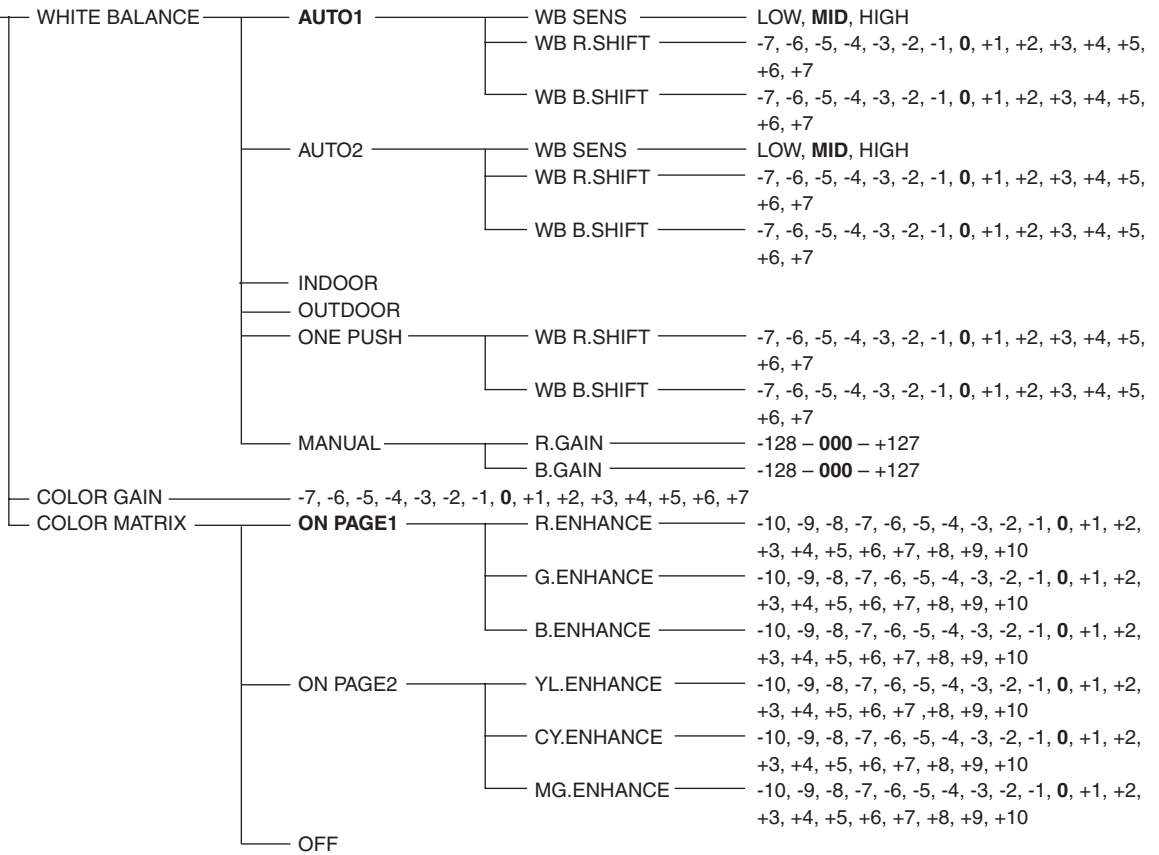 WHITE BALANCE AUTO1 WB SENS LOW, MID, HIGH
WB R.SHIFT -7, -6, -5, -4, -3, -2, -1, 0, +1, +2, +3, +4, +5,
+6, +7
WB B.SHIFT -7, -6, -5, -4, -3, -2, -1, 0, +1, +2, +3, +4, +5,
+6, +7
AUTO2 WB SENS LOW, MID, HIGH
WB R.SHIFT -7, -6, -5, -4, -3, -2, -1, 0, +1, +2, +3, +4, +5,
+6, +7
WB B.SHIFT -7, -6, -5, -4, -3, -2, -1, 0, +1, +2, +3, +4, +5,
+6, +7
INDOOR
OUTDOOR
ONE PUSH WB R.SHIFT -7, -6, -5, -4, -3, -2, -1, 0, +1, +2, +3, +4, +5,
+6, +7
WB B.SHIFT -7, -6, -5, -4, -3, -2, -1, 0, +1, +2, +3, +4, +5,
+6, +7
MANUAL R.GAIN -128 – 000 – +127
B.GAIN -128 – 000 – +127
COLOR GAIN -7, -6, -5, -4, -3, -2, -1, 0, +1, +2, +3, +4, +5, +6, +7
COLOR MATRIX ON PAGE1 R.ENHANCE -10, -9, -8, -7, -6, -5, -4, -3, -2, -1, 0, +1, +2,
+3, +4, +5, +6, +7, +8, +9, +10
G.ENHANCE -10, -9, -8, -7, -6, -5, -4, -3, -2, -1, 0, +1, +2,
+3, +4, +5, +6, +7, +8, +9, +10
B.ENHANCE -10, -9, -8, -7, -6, -5, -4, -3, -2, -1, 0, +1, +2,
+3, +4, +5, +6, +7, +8, +9, +10
ON PAGE2 YL.ENHANCE -10, -9, -8, -7, -6, -5, -4, -3, -2, -1, 0, +1, +2,
+3, +4, +5, +6, +7 ,+8, +9, +10
CY.ENHANCE -10, -9, -8, -7, -6, -5, -4, -3, -2, -1, 0, +1, +2,
+3, +4, +5, +6, +7, +8, +9, +10
MG.ENHANCE -10, -9, -8, -7, -6, -5, -4, -3, -2, -1, 0, +1, +2,
+3, +4, +5, +6, +7, +8, +9, +10
OFF